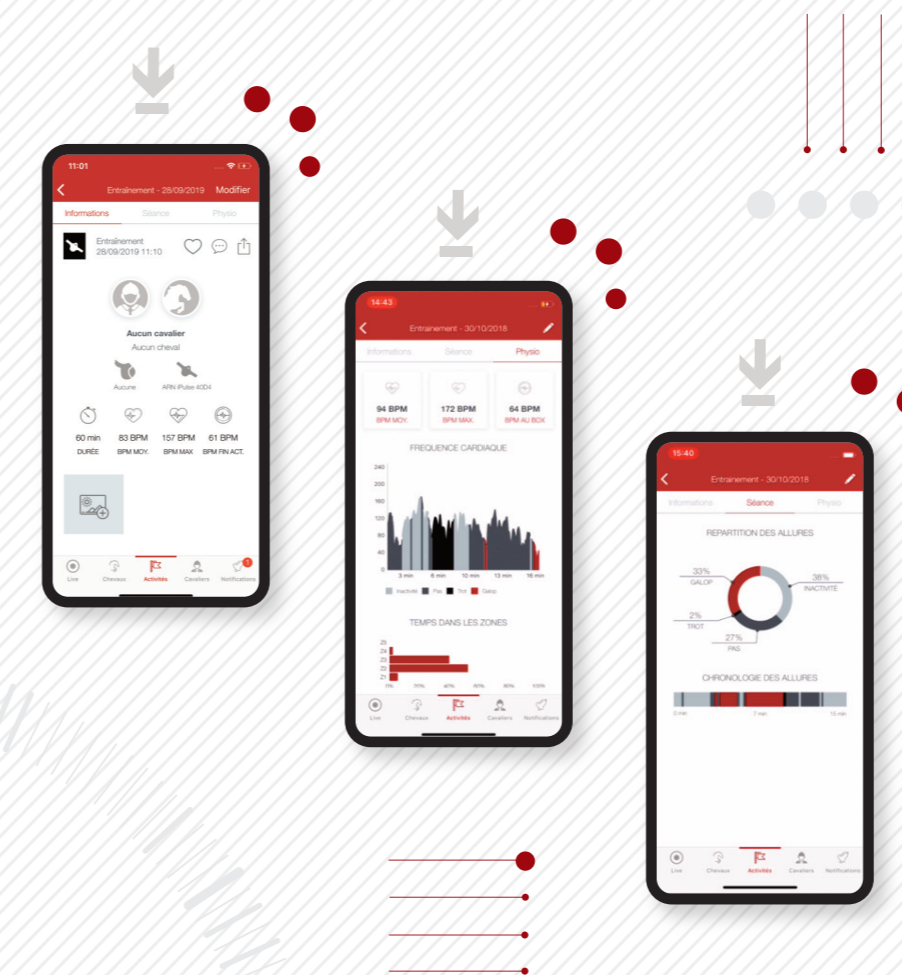 11:01
Entraînement - 28/09/2019 Modifier
Informations Séance Physio
Entraînement
28/09/2019 11:10
Aucun cavalier
Aucun cheval
Aucune ARN iPulse 40D4
60 min 83 BPM 157 BPM 61 BPM
DURÉE BPM MOY. BPM MAX BPM FIN ACT.
Live Chevaux Activités Cavaliers Notifications
1
14:43
Entrainement - 30/10/2018
Informations Séance Physio
94 BPM 172 BPM 64 BPM
BPM MOY. BPM MAX. BPM AU BOX
FREQUENCE CARDIAQUE
240
200
160
120
80
40
0
3 min 6 min 10 min 13 min 16 min
Inactivité Pas Trot Galop
TEMPS DANS LES ZONES
Z5
Z4
Z3
Z2
Z1
0% 20% 40% 60% 80% 100%
Live Chevaux Activités Cavaliers Notifications
15:40
Entrainement - 30/10/2018
Informations Séance Physio
REPARTITION DES ALLURES
33%
GALOP
38%
INACTIVITÉ
2%
TROT
27%
PAS
CHRONOLOGIE DES ALLURES
0 min 7 min 15 min
Live Chevaux Activités Cavaliers Notifications